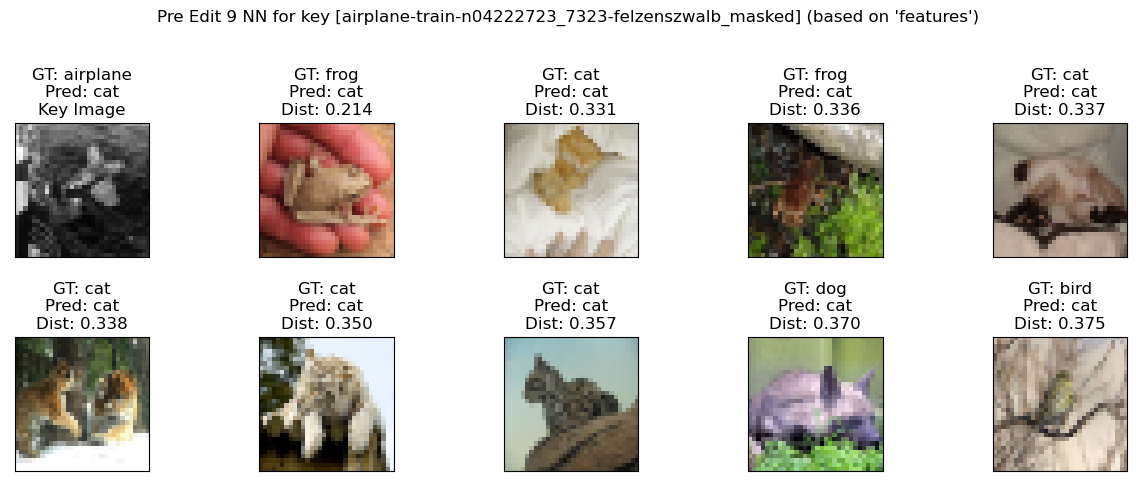 Pre Edit 9 NN for key [airplane-train-n04222723_7323-felzenszwalb_masked] (based on 'features')
GT: airplane
Pred: cat
Key Image
GT: frog
Pred: cat
Dist: 0.214
GT: cat
Pred: cat
Dist: 0.331
GT: frog
Pred: cat
Dist: 0.336
GT: cat
Pred: cat
Dist: 0.337
GT: cat
Pred: cat
Dist: 0.338
GT: cat
Pred: cat
Dist: 0.350
GT: cat
Pred: cat
Dist: 0.357
GT: dog
Pred: cat
Dist: 0.370
GT: bird
Pred: cat
Dist: 0.375